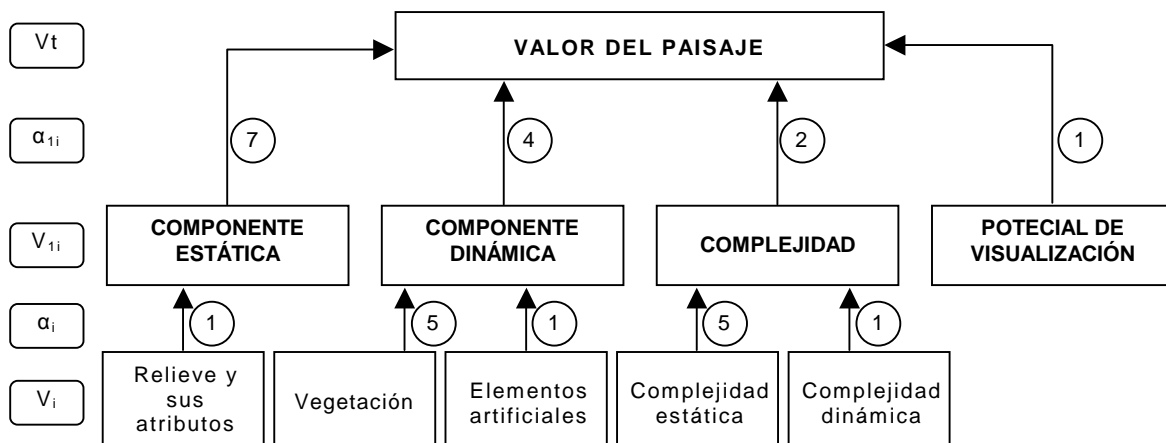 Vt
VALOR DEL PAISAJE
α1i
7
4
2
1
V1i
COMPONENTE
ESTÁTICA
COMPONENTE
DINÁMICA
COMPLEJIDAD
POTECIAL DE
VISUALIZACIÓN
αi
1
5
1
5
1
Vi
Relieve y
sus
atributos
Vegetación
Elementos
artificiales
Complejidad
estática
Complejidad
dinámica